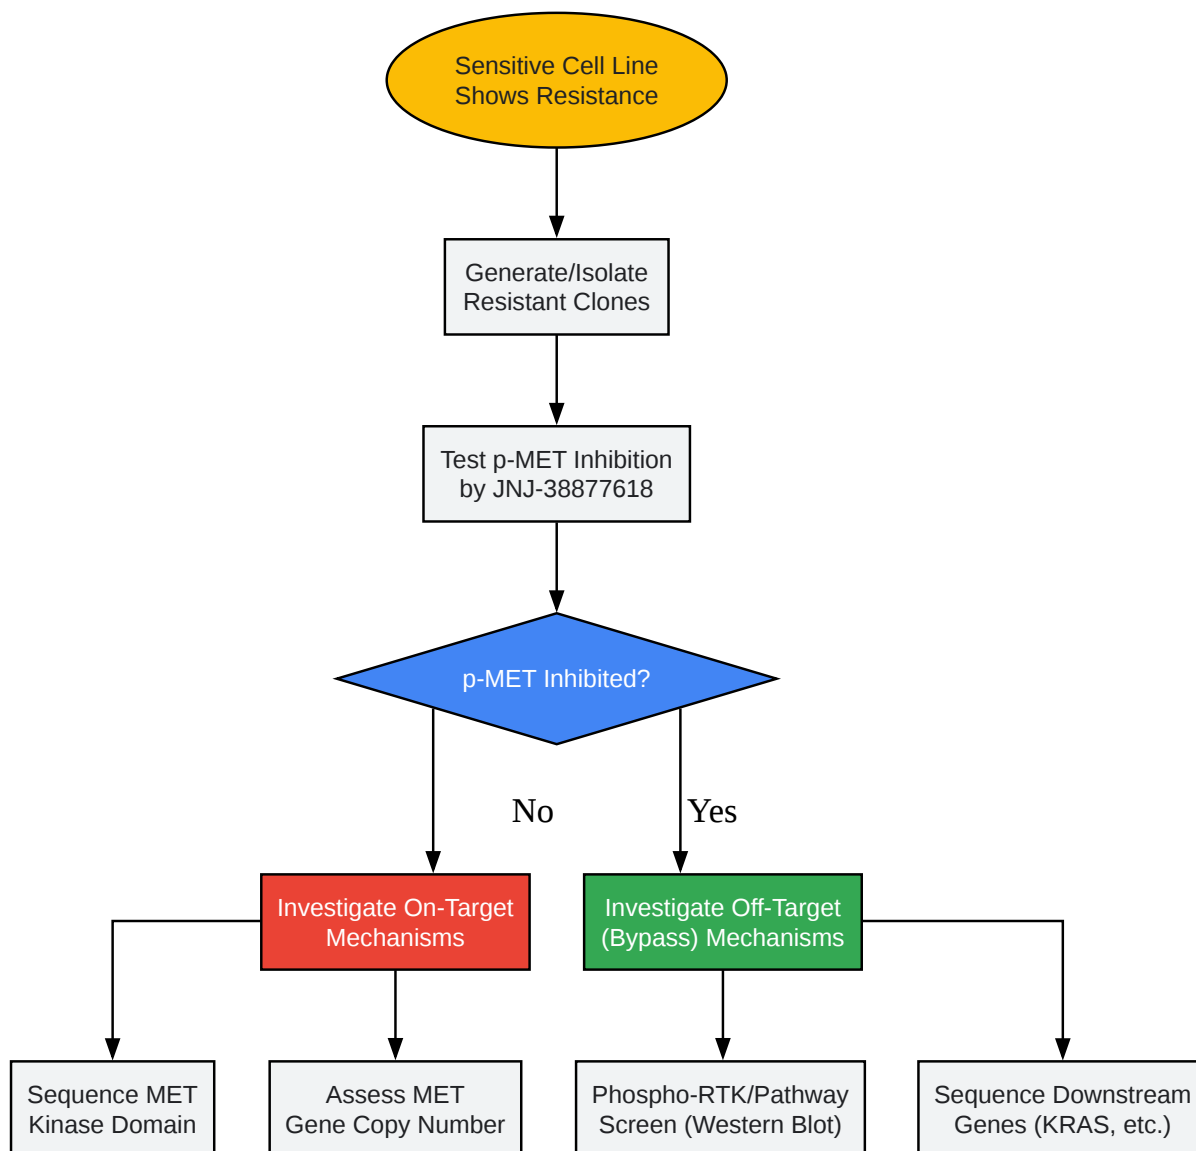 Sensitive Cell Line
Shows Resistance
Generate/Isolate
Resistant Clones
Test p-MET Inhibition
by JNJ-38877618
p-MET Inhibited?
No
Yes
Investigate On-Target
Mechanisms
Investigate Off-Target
(Bypass) Mechanisms
Sequence MET
Kinase Domain
Assess MET
Gene Copy Number
Phospho-RTK/Pathway
Screen (Western Blot)
Sequence Downstream
Genes (KRAS, etc.)